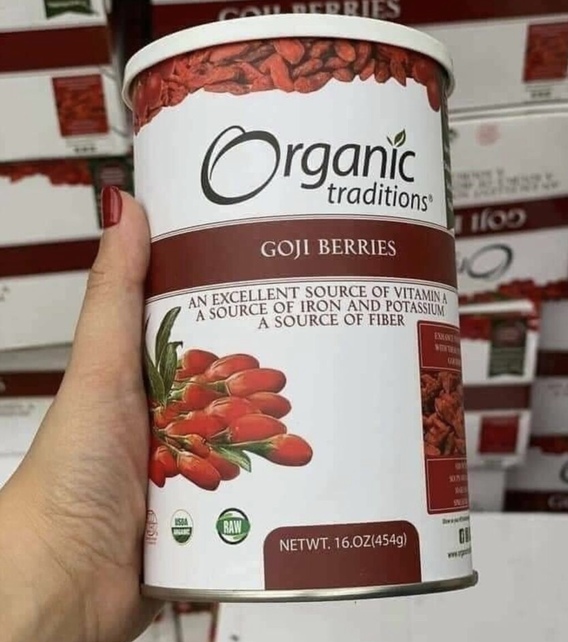 GOJI BERRIES
Organic
traditions®
GOJI BERRIES
AN EXCELLENT SOURCE OF VITAMIN A
A SOURCE OF IRON AND POTASSIUM
A SOURCE OF FIBER
USDA
ORGANIC
RAW
NETWT. 16.OZ(454g)